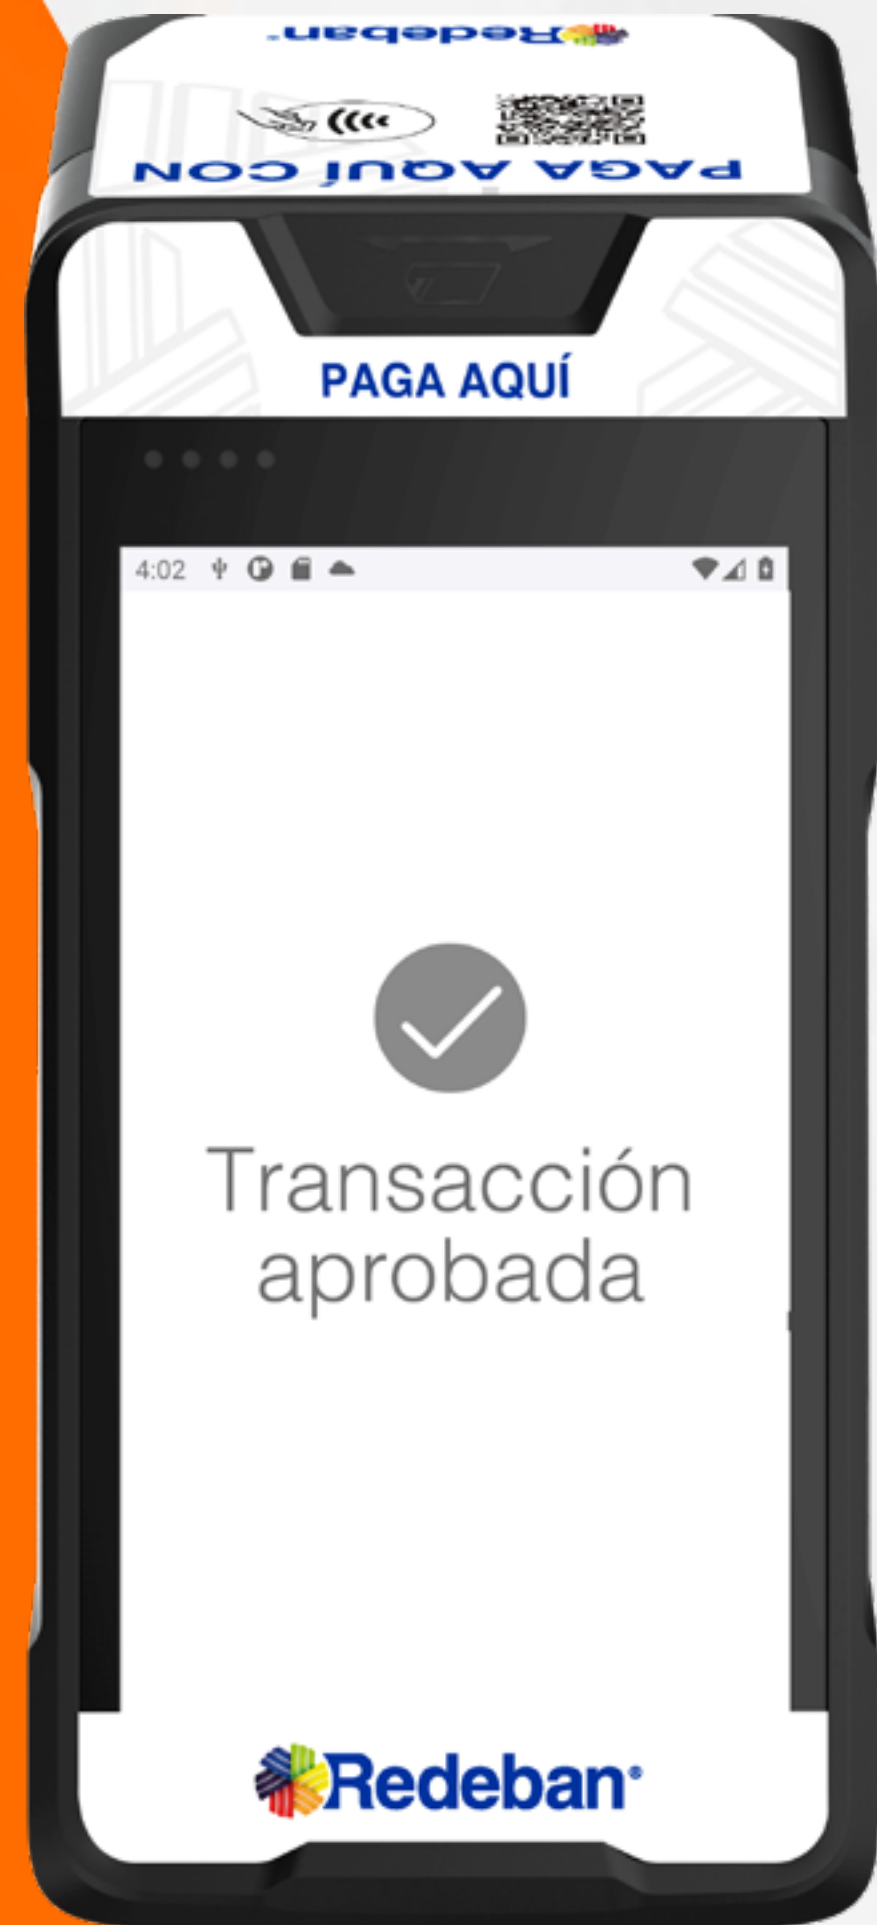 Redeban
PAGA AQUÍ CON
PAGA AQUÍ
4:02
Transacción
aprobada
Redeban